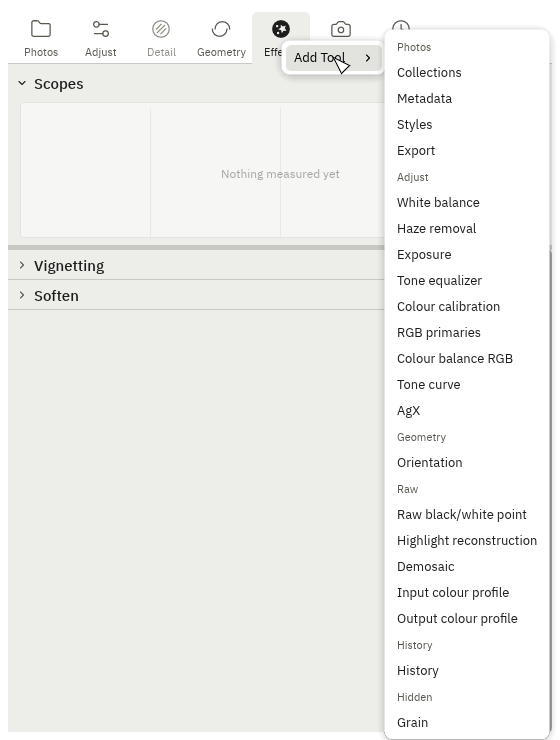 Photos
Adjust
Detail
Geometry
Add Tool
Scopes
Nothing measured yet
Vignetting
Soften
Photos
Collections
Metadata
Styles
Export
Adjust
White balance
Haze removal
Exposure
Tone equalizer
Colour calibration
RGB primaries
Colour balance RGB
Tone curve
AgX
Geometry
Orientation
Raw
Raw black/white point
Highlight reconstruction
Demosaic
Input colour profile
Output colour profile
History
History
Hidden
Grain